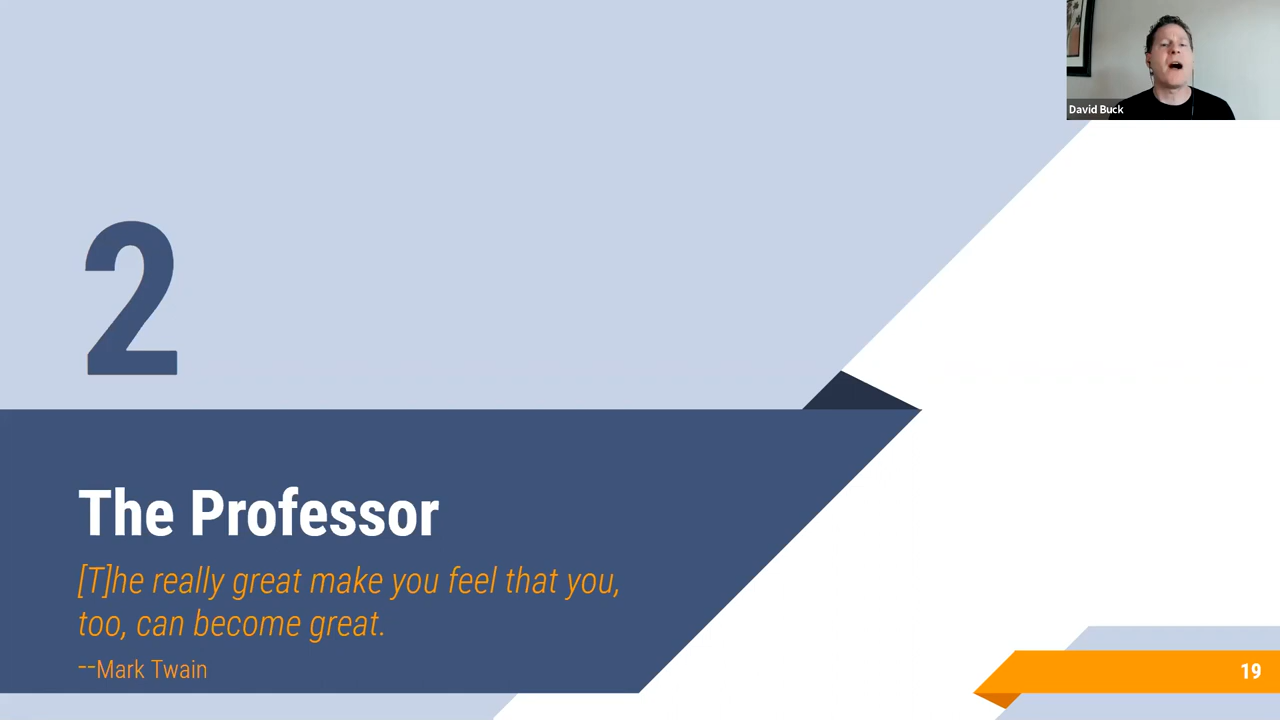 David Buck
2
The Professor
[T]he really great make you feel that you,
too, can become great.
--Mark Twain
19